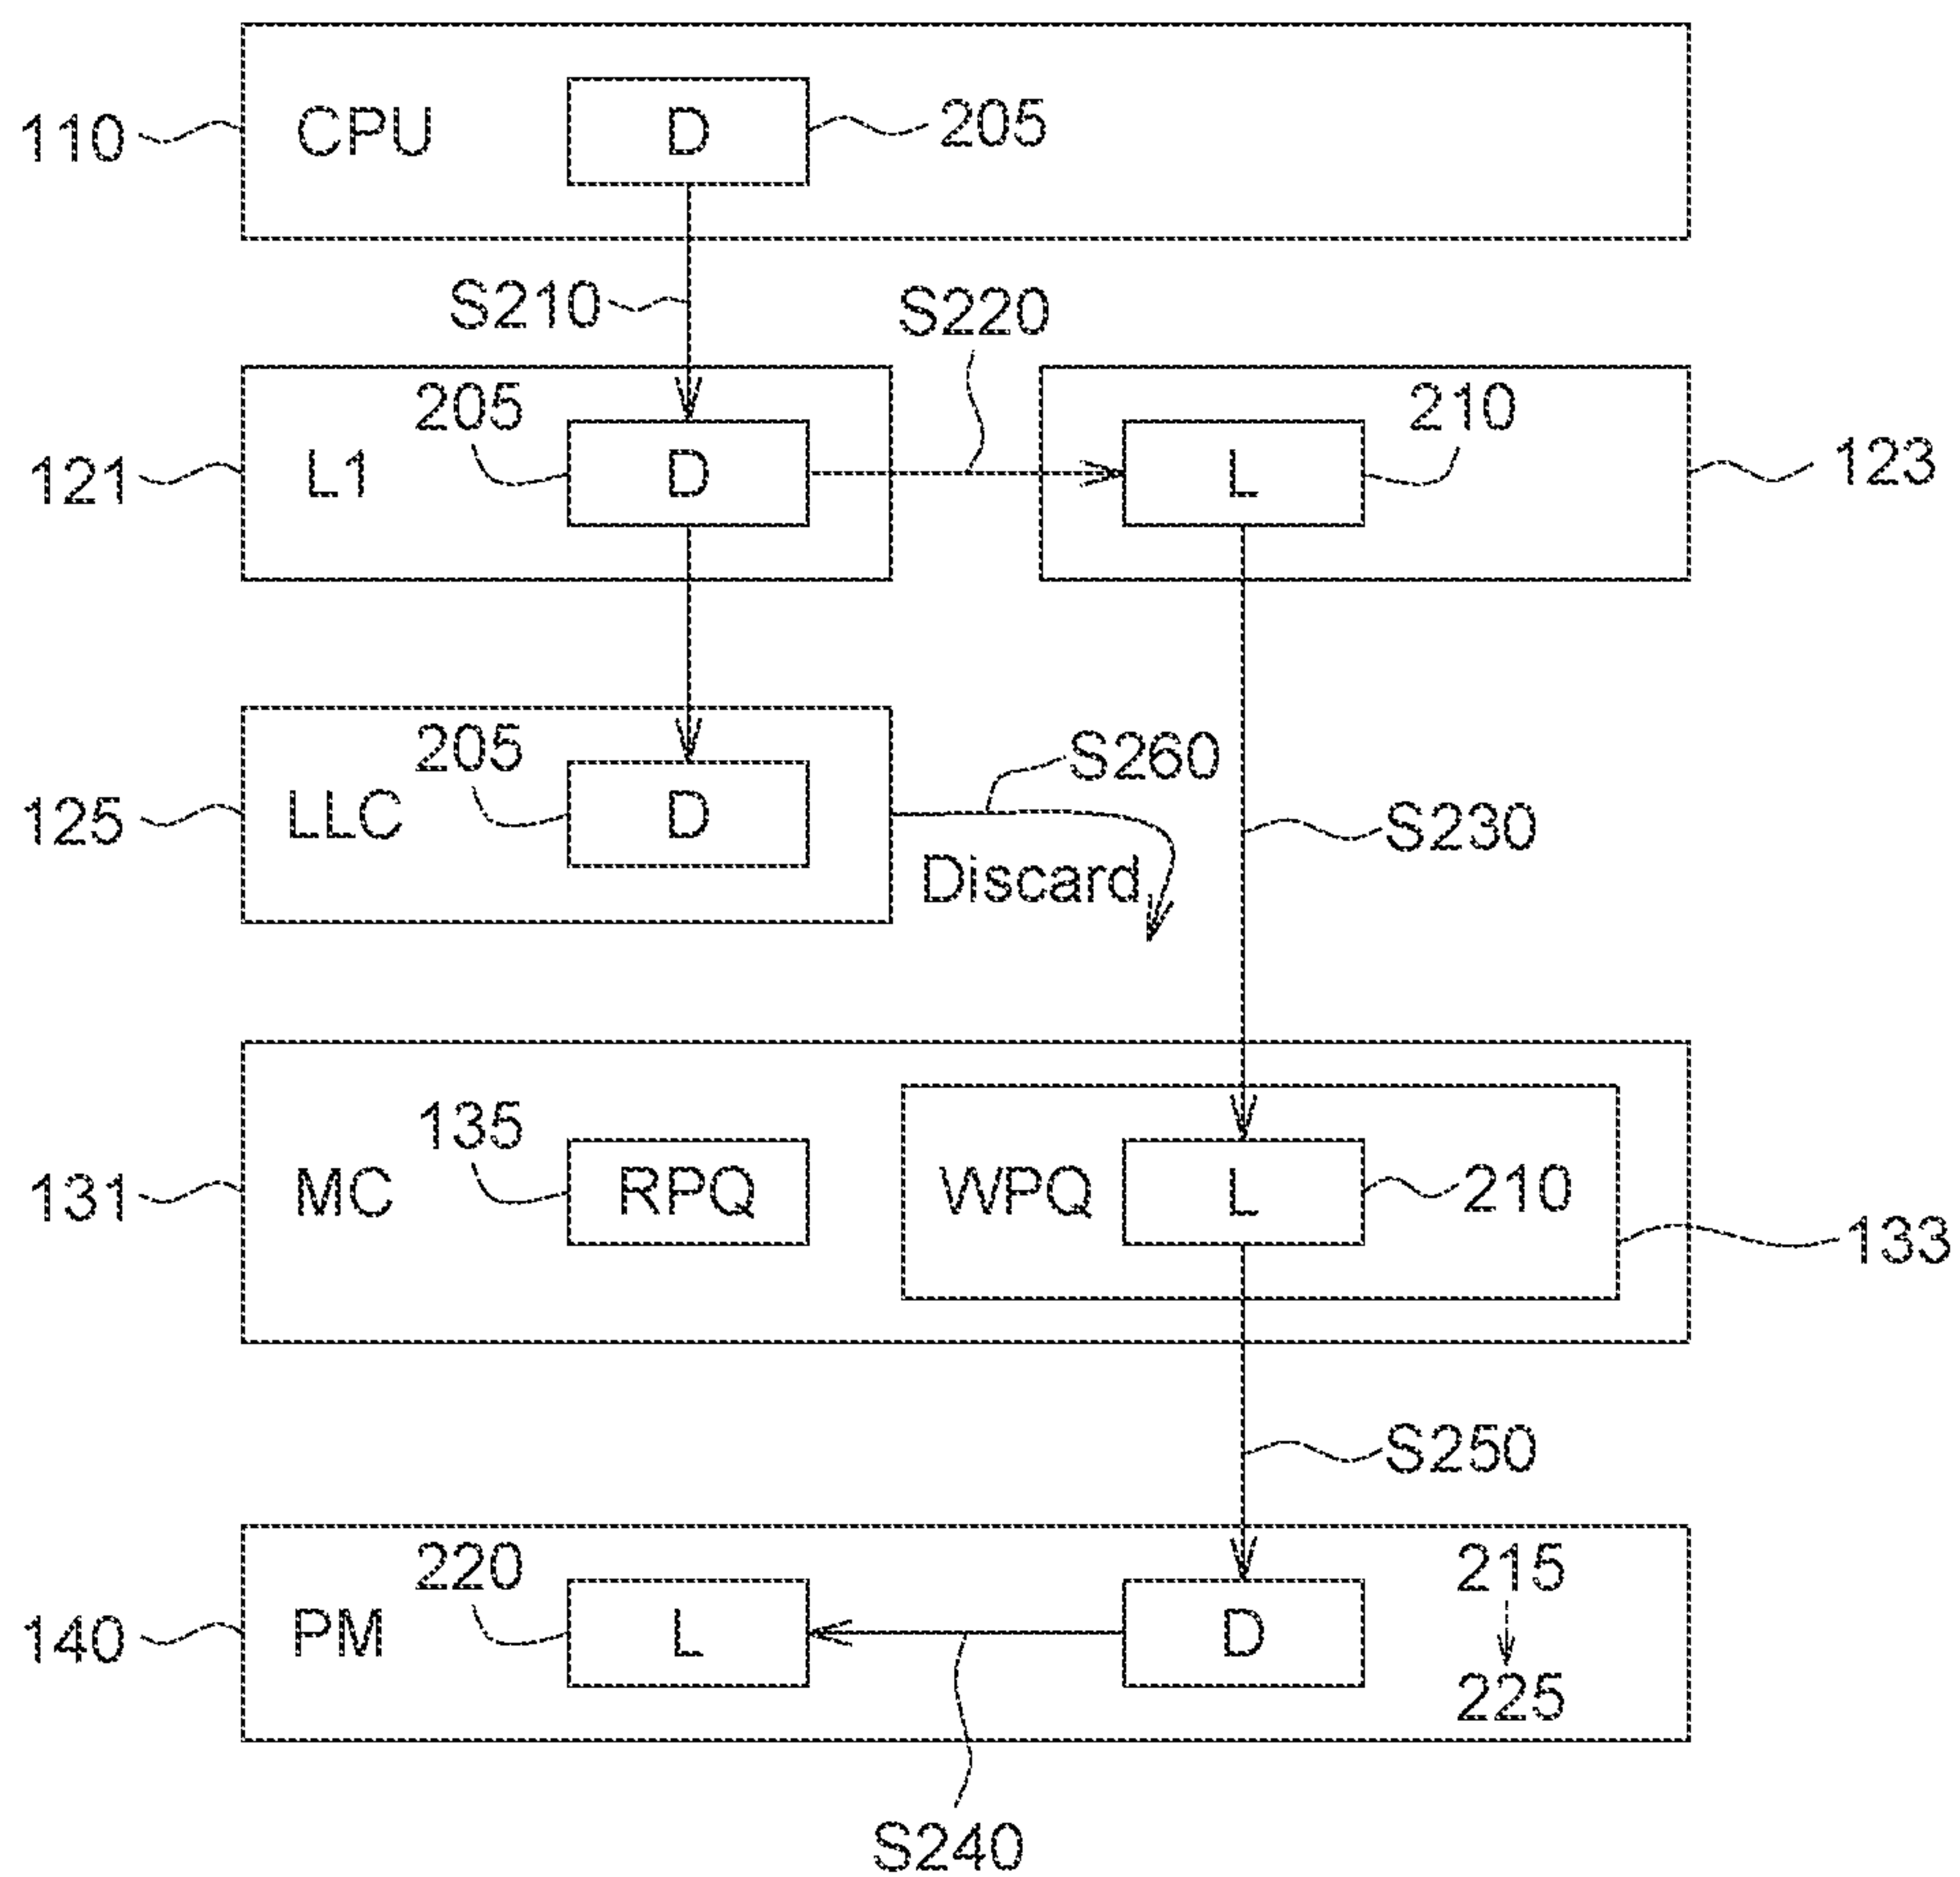 110
CPU
D
205
S210
S220
121
L1
205
D
L
210
123
125
LLC
205
D
S260
Discard
S230
131
MC
135
RPQ
WPQ
L
210
133
S250
140
PM
220
L
D
215
225
S240